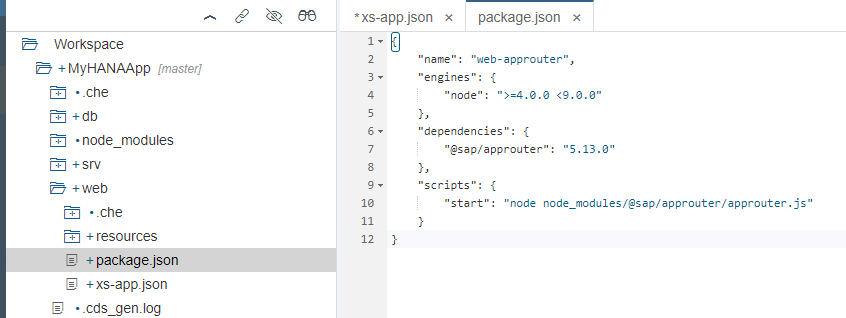 *xs-app.json ×
package.json ×
Workspace
+MyHANAApp [master]
+ •.che
+ +db
+ •node_modules
+ +srv
+web
+ •.che
+ +resources
+package.json
+xs-app.json
•.cds_gen.log
1 {
2 "name": "web-approuter",
3 "engines": {
4 "node": ">=4.0.0 <9.0.0"
5 },
6 "dependencies": {
7 "@sap/approuter": "5.13.0"
8 },
9 "scripts": {
10 "start": "node node_modules/@sap/approuter/approuter.js"
11 }
12 }